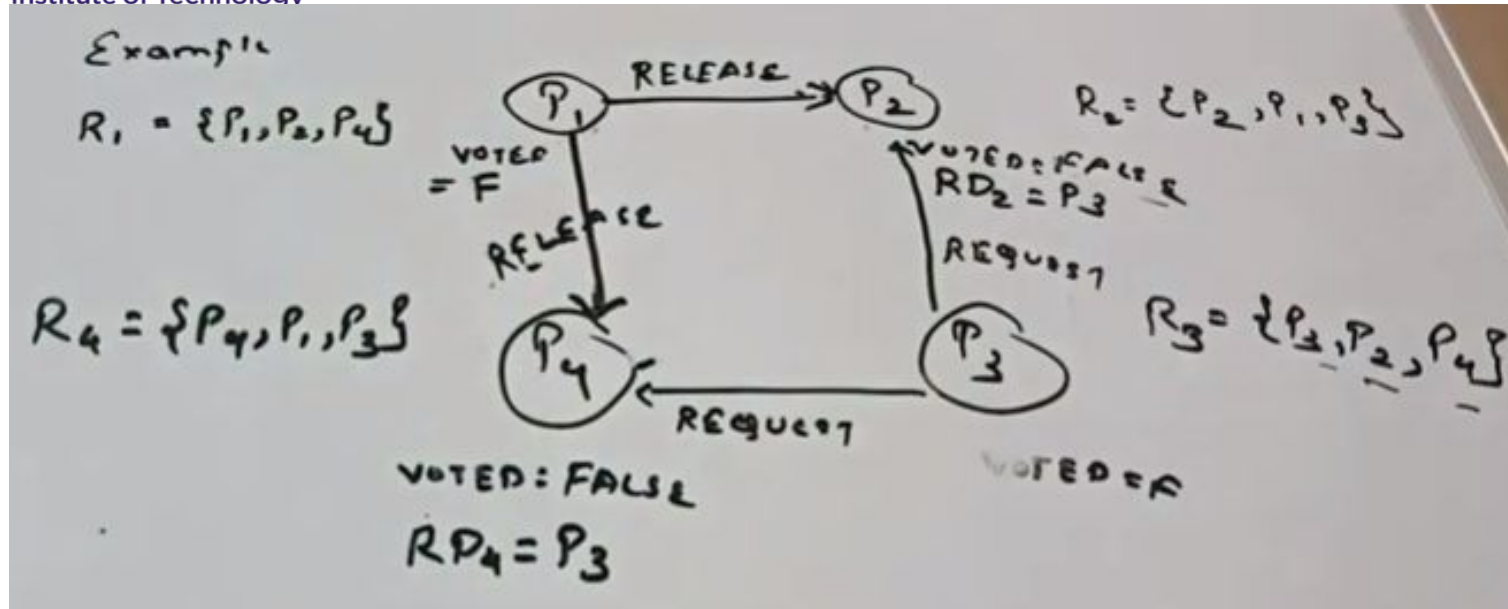 Institute of Technology
Example
R₁ = {P₁, P₂, P₄}
P₁
RELEASE
P₂
R₂ = {P₂, P₁, P₃}
VOTED
= F
VOTED = FALSE
RD₂ = P₃
RELEASE
REQUEST
R₄ = {P₄, P₁, P₃}
P₄
P₃
R₃ = {P₃, P₂, P₄}
REQUEST
VOTED = FALSE
VOTED = F
RD₄ = P₃